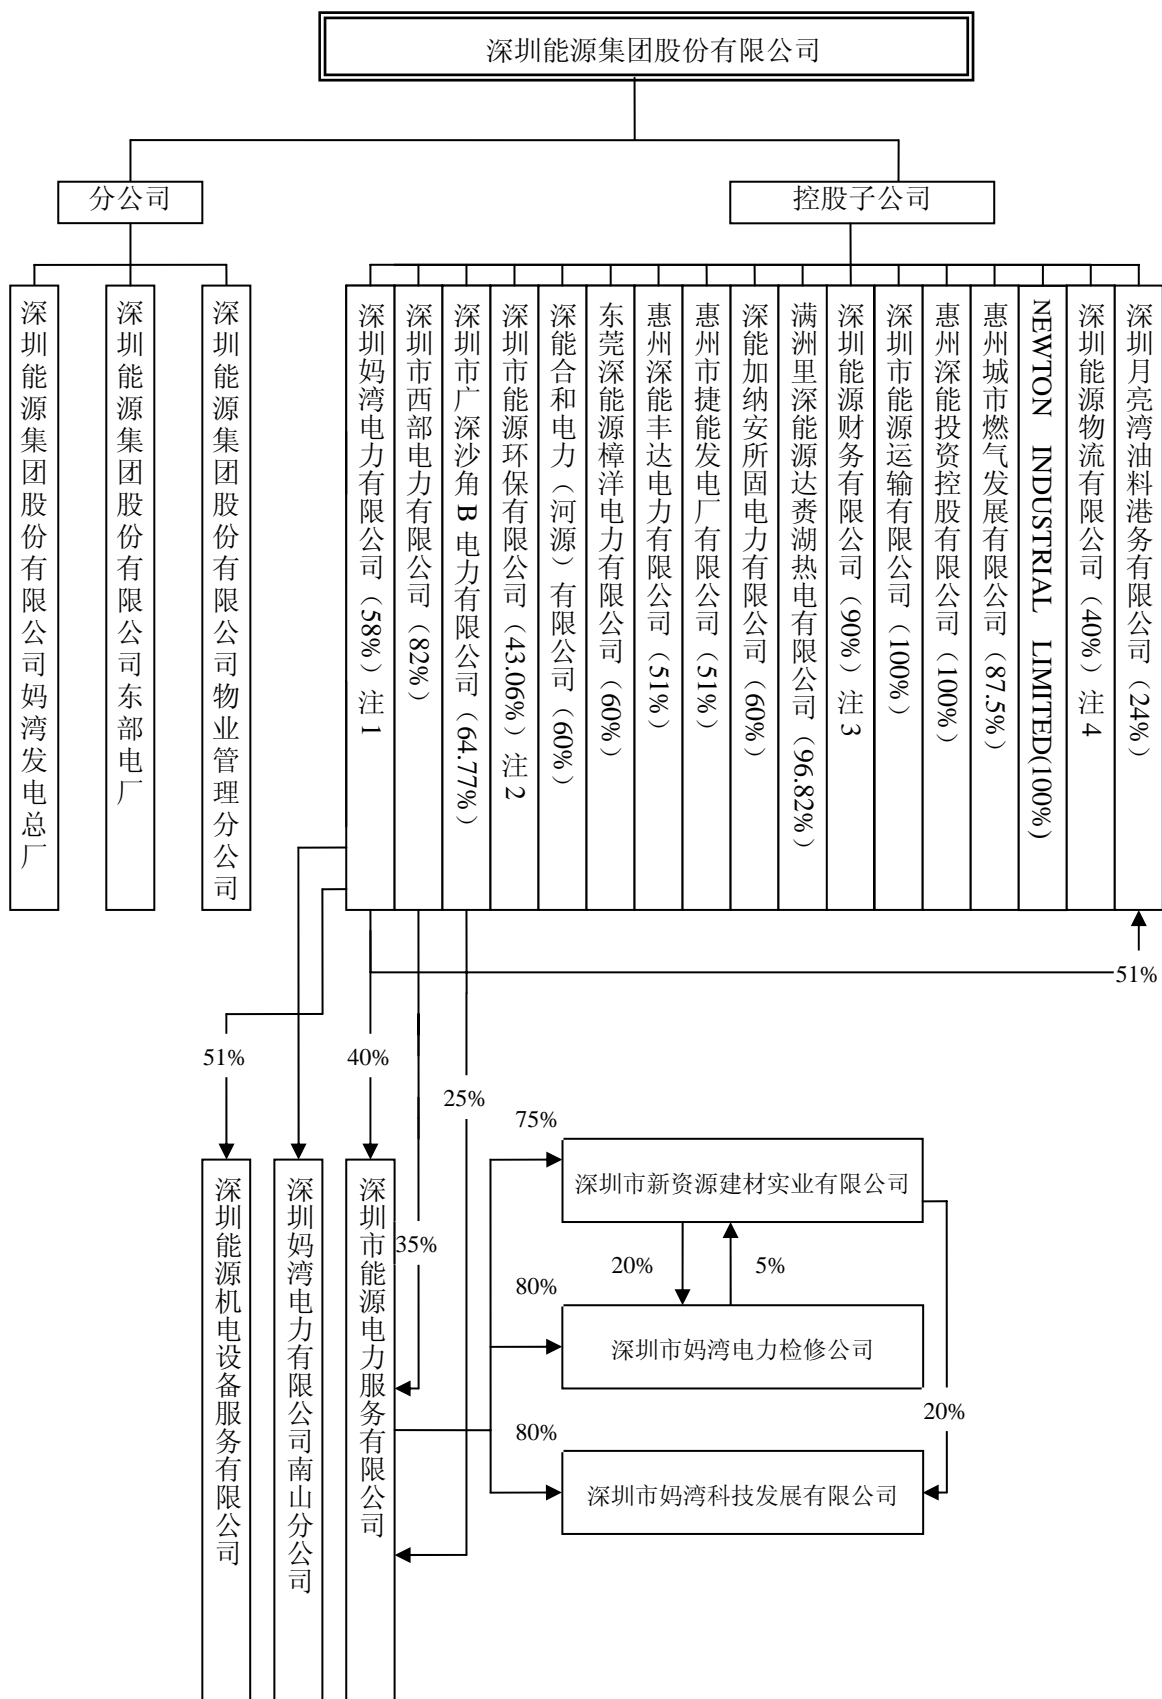 深圳能源集团股份有限公司
分公司
控股子公司
深圳能源集团股份有限公司妈湾发电总厂
深圳能源集团股份有限公司东部电厂
深圳能源集团股份有限公司物业管理分公司
深圳妈湾电力有限公司（58%）注 1
深圳市西部电力有限公司（82%）
深圳市广深沙角 B 电力有限公司（64.77%）
深圳市能源环保有限公司（43.06%）注 2
深能合和电力（河源）有限公司（60%）
东莞深能源樟洋电力有限公司（60%）
惠州深能丰达电力有限公司（51%）
惠州市捷能发电厂有限公司（51%）
深能加纳安所固电力有限公司（60%）
满洲里深能源达赉湖热电有限公司（96.82%）
深圳能源财务有限公司（90%）注 3
深圳市能源运输有限公司（100%）
惠州深能投资控股有限公司（100%）
惠州城市燃气发展有限公司（87.5%）
NEWTON INDUSTRIAL LIMITED(100%)
深圳能源物流有限公司（40%）注 4
深圳月亮湾油料港务有限公司（24%）
51%
51%
40%
25%
35%
深圳能源机电设备服务有限公司
深圳妈湾电力有限公司南山分公司
深圳市能源电力服务有限公司
75%
深圳市新资源建材实业有限公司
20%
5%
80%
深圳市妈湾电力检修公司
20%
80%
深圳市妈湾科技发展有限公司